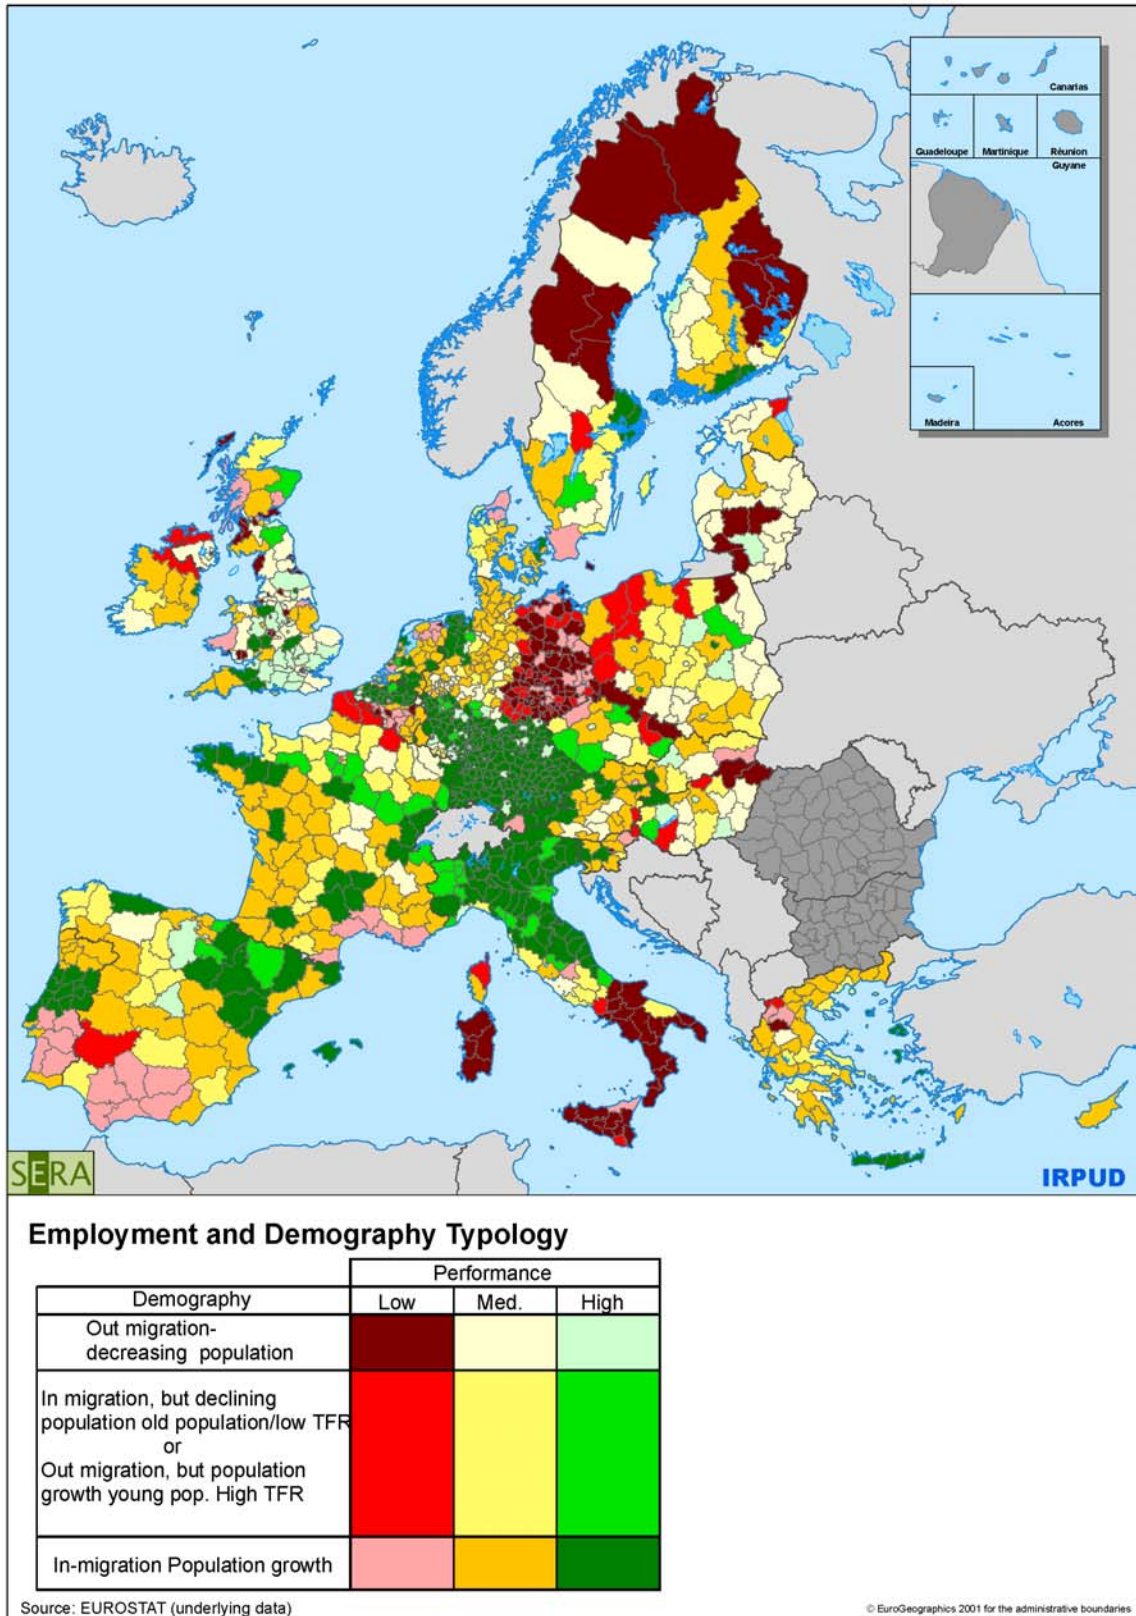 Canarias
Guadeloupe Martinique Réunion
Guyane
Madeira Acores
SERA
IRPUD
Employment and Demography Typology
Performance
Demography Low Med. High
Out migration-
decreasing population
In migration, but declining
population old population/low TFR
or
Out migration, but population
growth young pop. High TFR
In-migration Population growth
Source: EUROSTAT (underlying data)
© EuroGeographics 2001 for the administrative boundaries